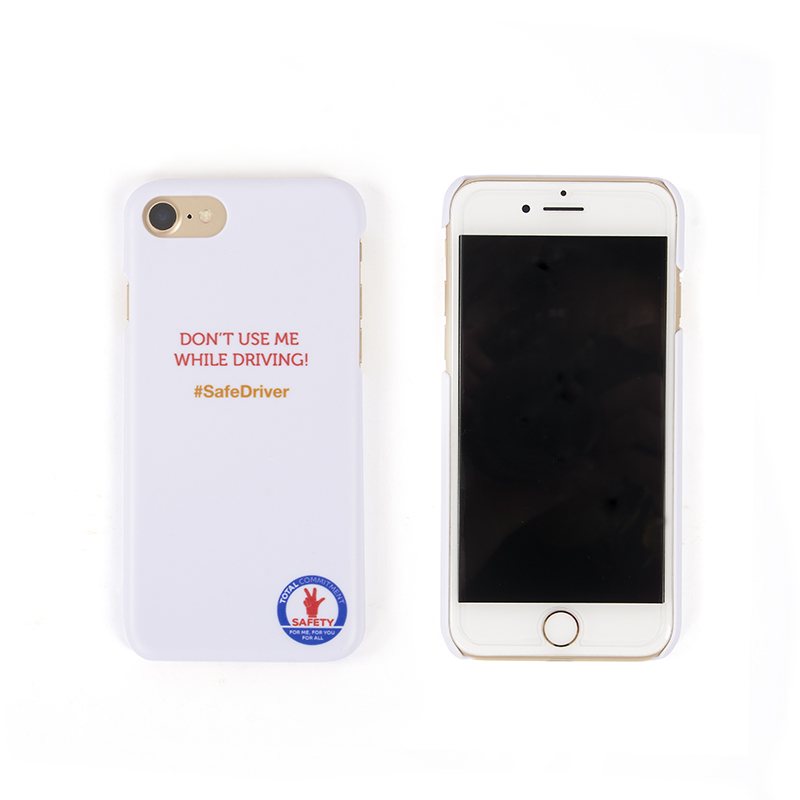 DON'T USE ME
WHILE DRIVING!
#SafeDriver
TOTAL COMMITMENT
SAFETY
FOR ME, FOR YOU
FOR ALL